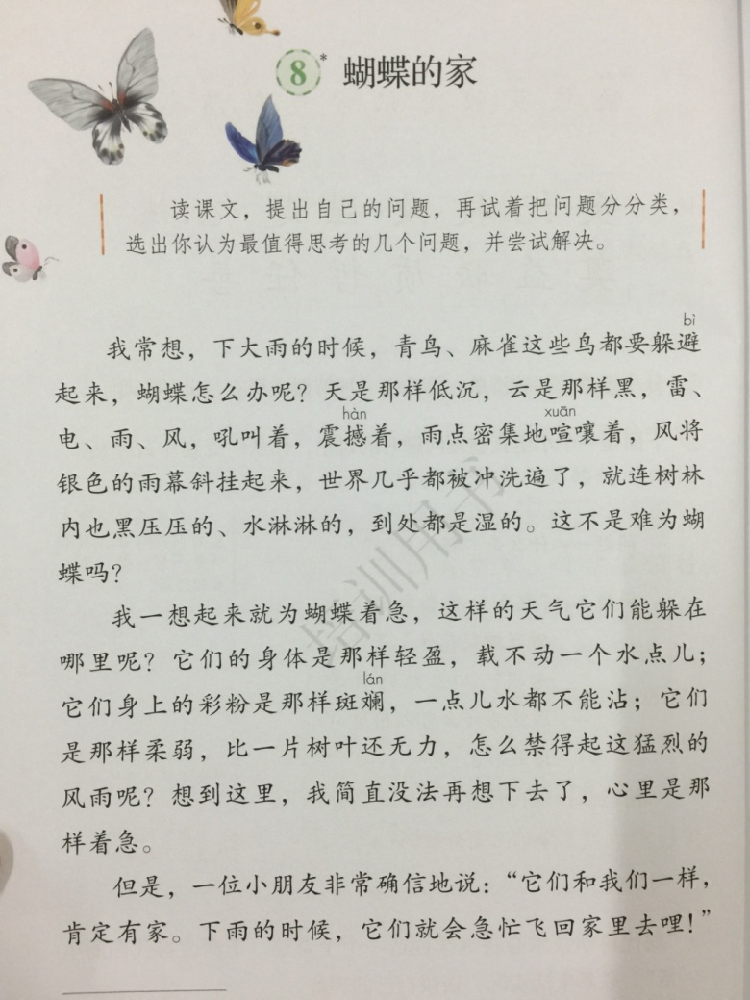 8* 蝴蝶的家
读课文，提出自己的问题，再试着把问题分分类，
选出你认为最值得思考的几个问题，并尝试解决。
bì
我常想，下大雨的时候，青鸟、麻雀这些鸟都要躲避
起来，蝴蝶怎么办呢？天是那样低沉，云是那样黑，雷、
hàn xuān
电、雨、风，吼叫着，震撼着，雨点密集地喧嚷着，风将
银色的雨幕斜挂起来，世界几乎都被冲洗遍了，就连树林
内也黑压压的、水淋淋的，到处都是湿的。这不是难为蝴
蝶吗？
我一想起来就为蝴蝶着急，这样的天气它们能躲在
哪里呢？它们的身体是那样轻盈，载不动一个水点儿；
lán
它们身上的彩粉是那样斑斓，一点儿水都不能沾；它们
是那样柔弱，比一片树叶还无力，怎么禁得起这猛烈的
风雨呢？想到这里，我简直没法再想下去了，心里是那
样着急。
但是，一位小朋友非常确信地说：“它们和我们一样，
肯定有家。下雨的时候，它们就会急忙飞回家里去哩！”
培训用书